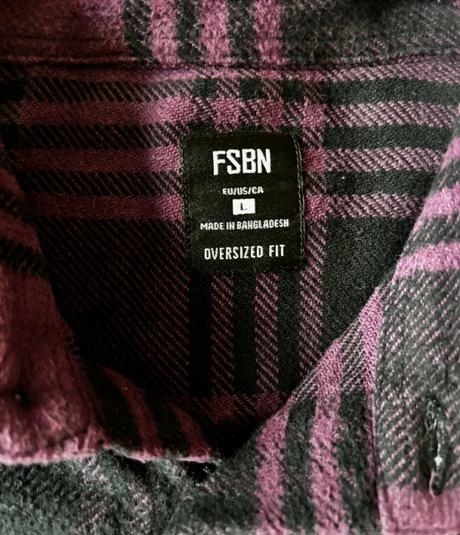 FSBN
EU/US/CA
L
MADE IN BANGLADESH
OVERSIZED FIT